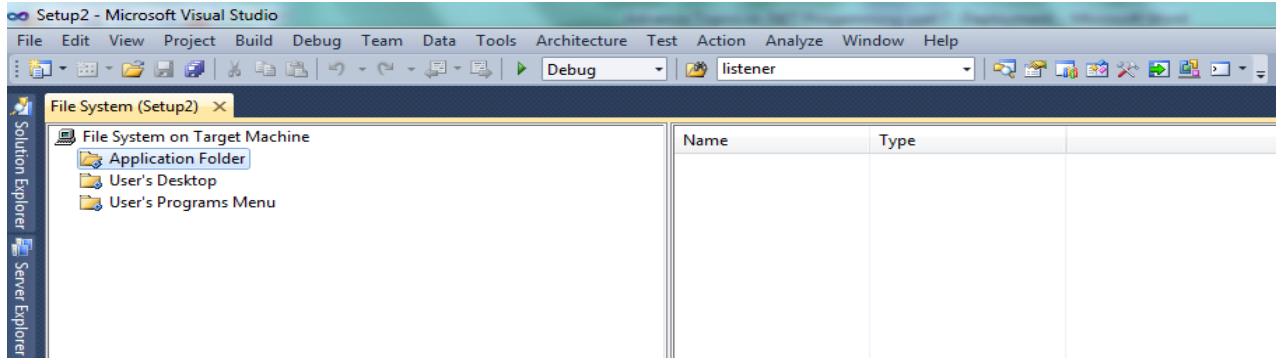 Setup2 - Microsoft Visual Studio
File Edit View Project Build Debug Team Data Tools Architecture Test Action Analyze Window Help
Debug listener
File System (Setup2)
File System on Target Machine
Application Folder
User's Desktop
User's Programs Menu
Name Type
Solution Explorer
Server Explorer